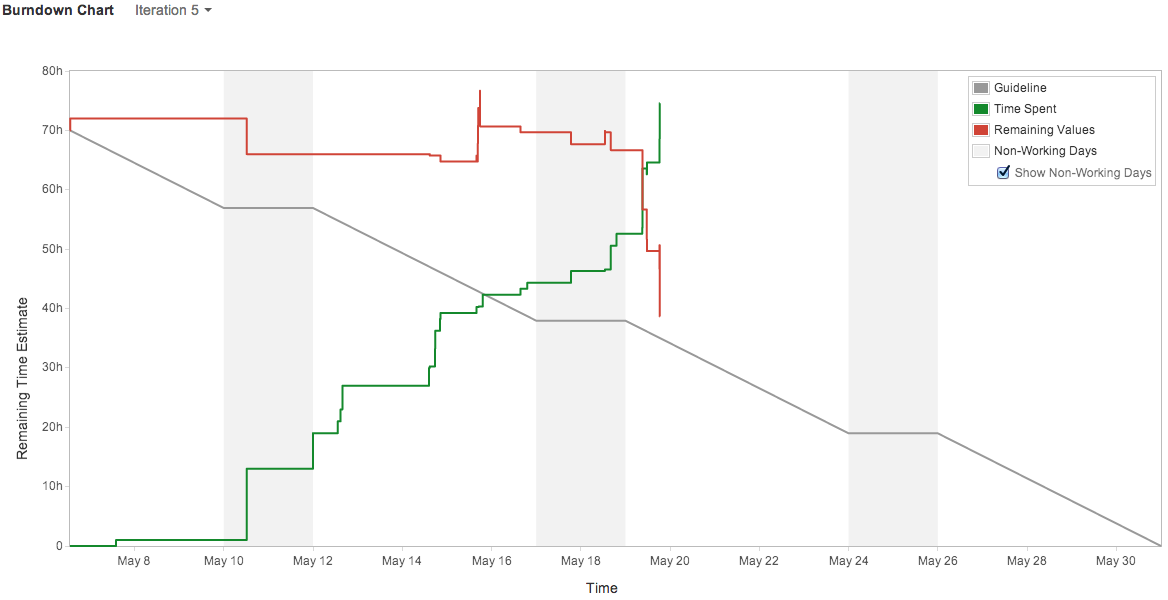 Burndown Chart Iteration 5
80h
70h
60h
50h
40h
30h
20h
10h
0
Remaining Time Estimate
Guideline
Time Spent
Remaining Values
Non-Working Days
Show Non-Working Days
May 8 May 10 May 12 May 14 May 16 May 18 May 20 May 22 May 24 May 26 May 28 May 30
Time